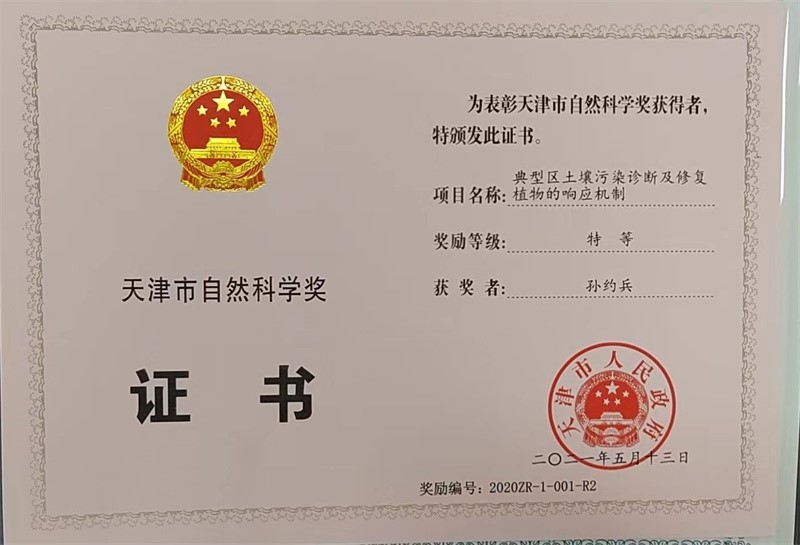 天津市自然科学奖
证 书
为表彰天津市自然科学奖获得者，
特颁发此证书。
项目名称：典型区土壤污染诊断及修复
植物的响应机制
奖励等级：特 等
获 奖 者：孙约兵
天津市人民政府
二〇二一年五月十三日
奖励编号：2020ZR-1-001-R2